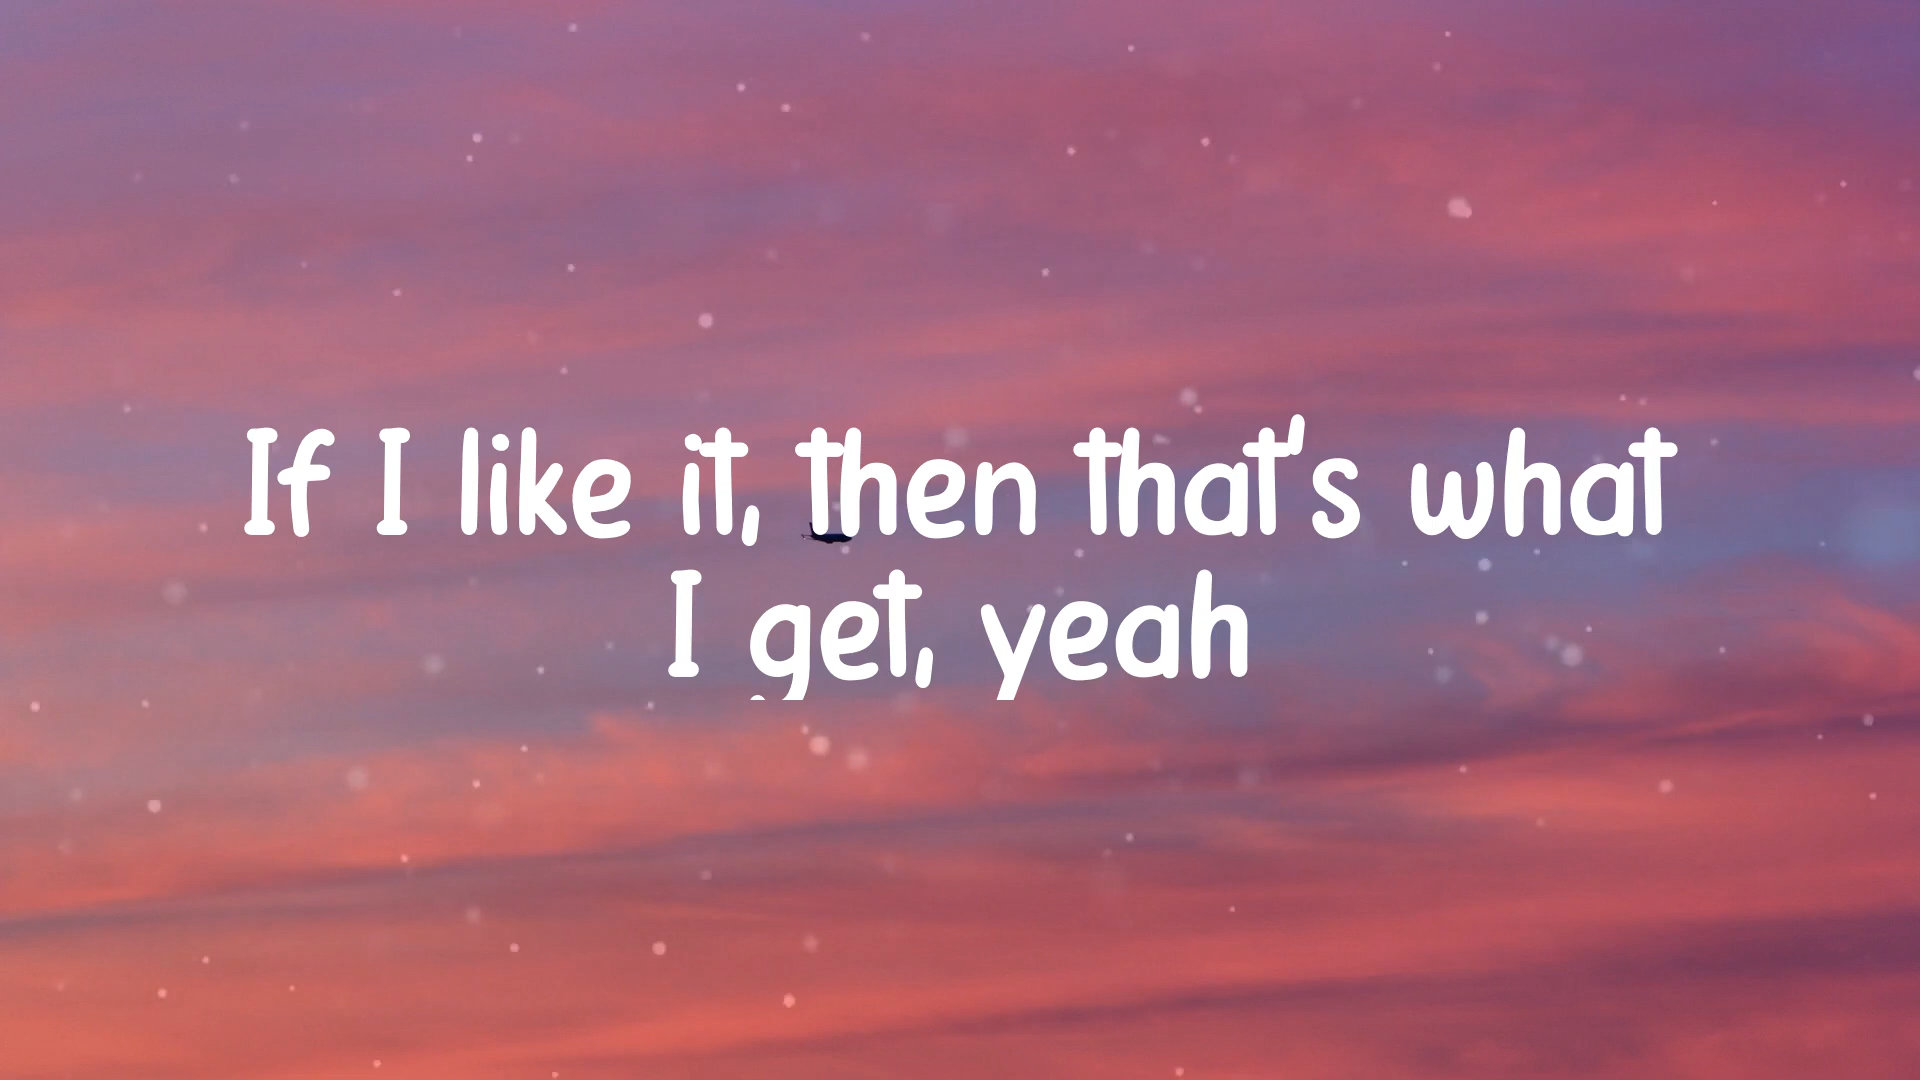 If I like it, then that's what
I get, yeah